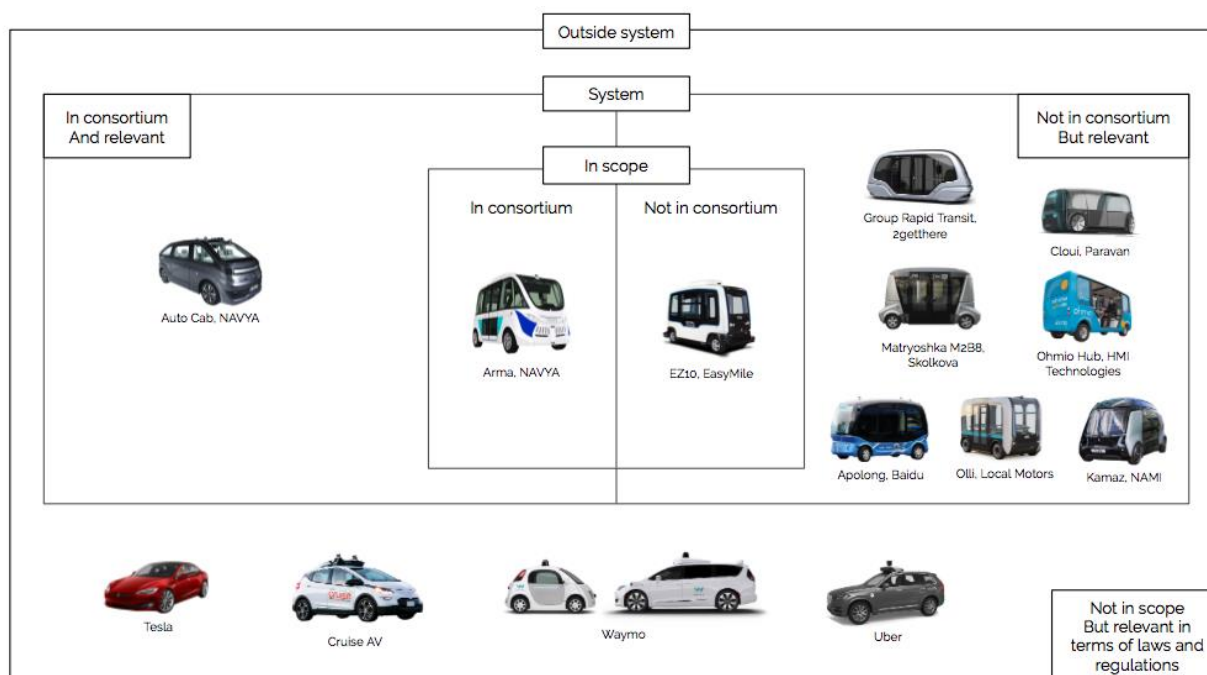 Outside system
System
In consortium
And relevant
Not in consortium
But relevant
In scope
In consortium
Not in consortium
Group Rapid Transit,
2getthere
Cloui, Paravan
Auto Cab, NAVYA
Arma, NAVYA
EZ10, EasyMile
Matryoshka M2B8,
Skolkova
Ohmio Hub, HMI
Technologies
Apolong, Baidu
Olli, Local Motors
Kamaz, NAMI
Tesla
Cruise AV
Waymo
Uber
Not in scope
But relevant in
terms of laws and
regulations